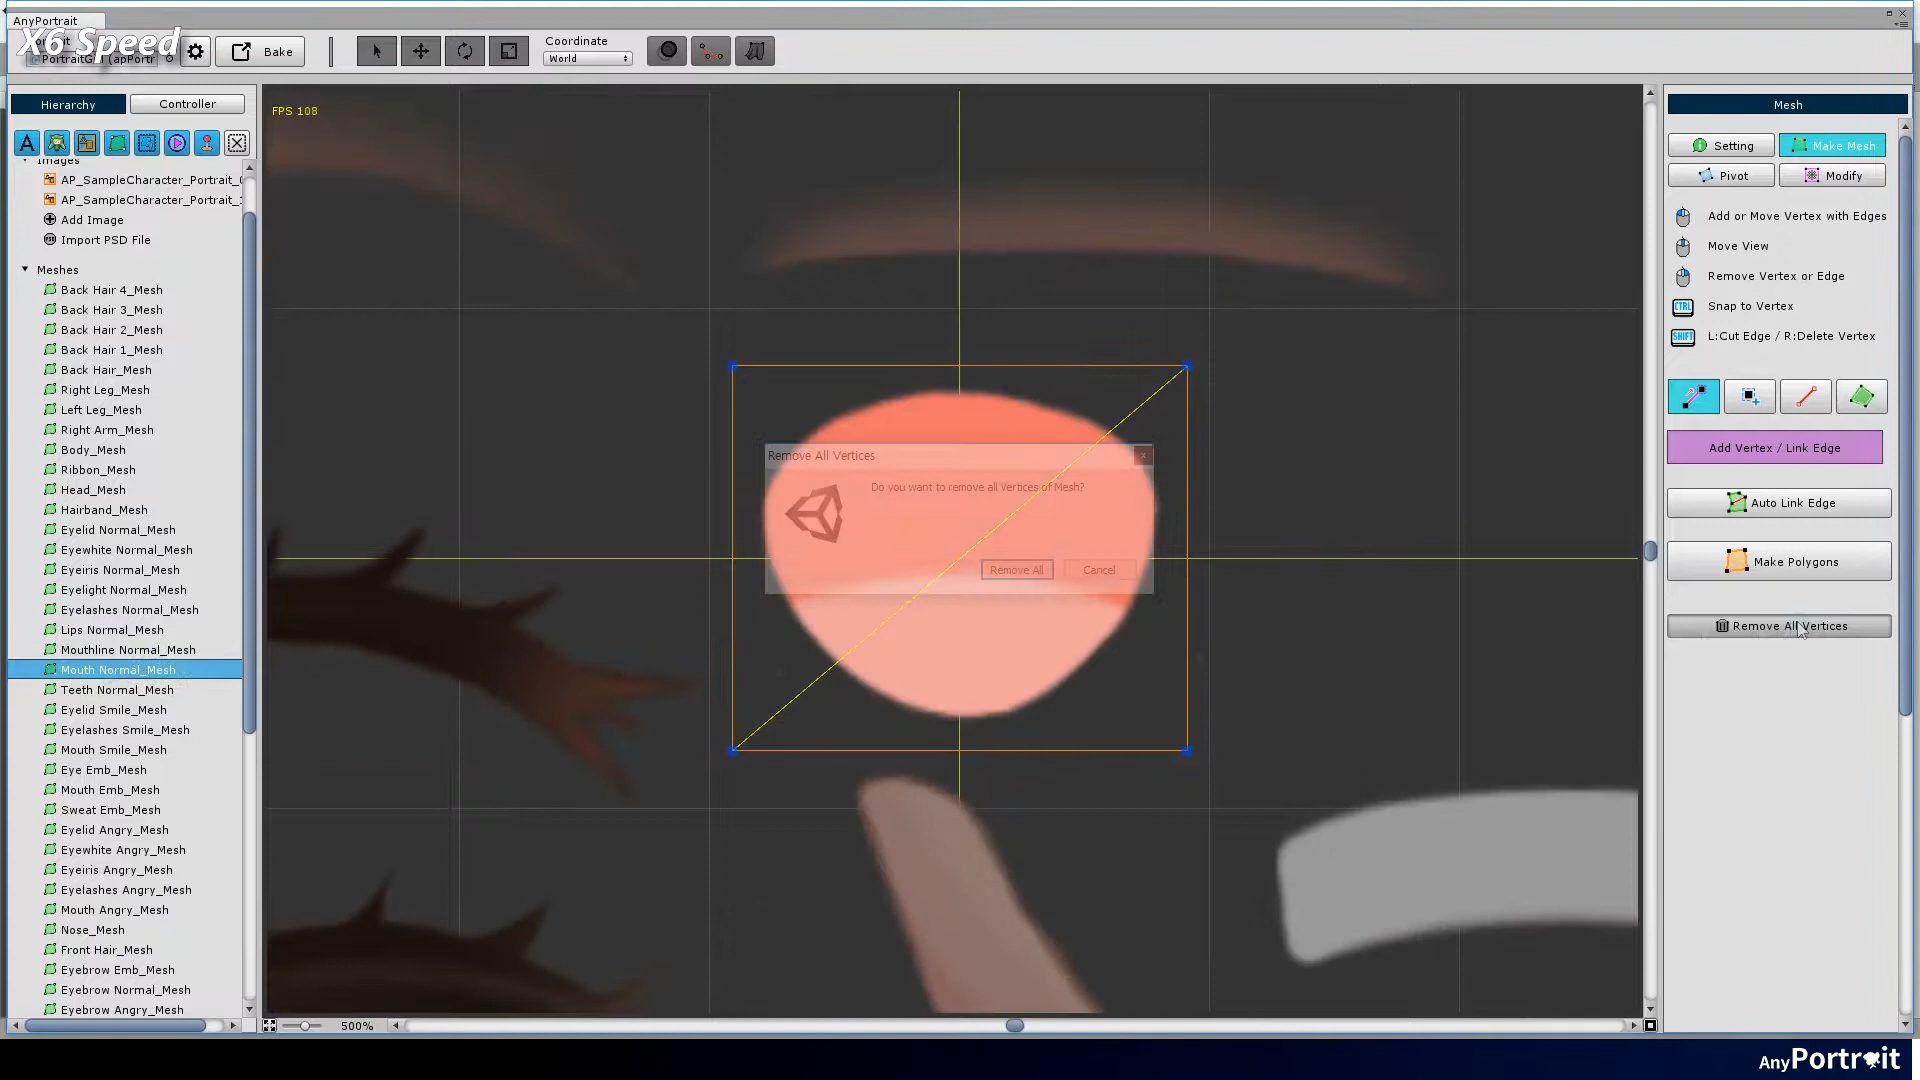 AnyPortrait
X6 Speed
PortraitGirl (apPortr
Bake
Coordinate
World
Hierarchy
Controller
FPS 108
Images
AP_SampleCharacter_Portrait_
AP_SampleCharacter_Portrait_
Add Image
Import PSD File
Meshes
Back Hair 4_Mesh
Back Hair 3_Mesh
Back Hair 2_Mesh
Back Hair 1_Mesh
Back Hair_Mesh
Right Leg_Mesh
Left Leg_Mesh
Right Arm_Mesh
Body_Mesh
Ribbon_Mesh
Head_Mesh
Hairband_Mesh
Eyelid Normal_Mesh
Eyewhite Normal_Mesh
Eyeiris Normal_Mesh
Eyelight Normal_Mesh
Eyelashes Normal_Mesh
Lips Normal_Mesh
Mouthline Normal_Mesh
Mouth Normal_Mesh
Teeth Normal_Mesh
Eyelid Smile_Mesh
Eyelashes Smile_Mesh
Mouth Smile_Mesh
Eye Emb_Mesh
Mouth Emb_Mesh
Sweat Emb_Mesh
Eyelid Angry_Mesh
Eyewhite Angry_Mesh
Eyeiris Angry_Mesh
Eyelashes Angry_Mesh
Mouth Angry_Mesh
Nose_Mesh
Front Hair_Mesh
Eyebrow Emb_Mesh
Eyebrow Normal_Mesh
Eyebrow Angry_Mesh
Remove All Vertices
Do you want to remove all Vertices of Mesh?
Remove All
Cancel
500%
Mesh
Setting
Make Mesh
Pivot
Modify
Add or Move Vertex with Edges
Move View
Remove Vertex or Edge
CTRL
Snap to Vertex
SHIFT
L:Cut Edge / R:Delete Vertex
Add Vertex / Link Edge
Auto Link Edge
Make Polygons
Remove All Vertices
AnyPortrait